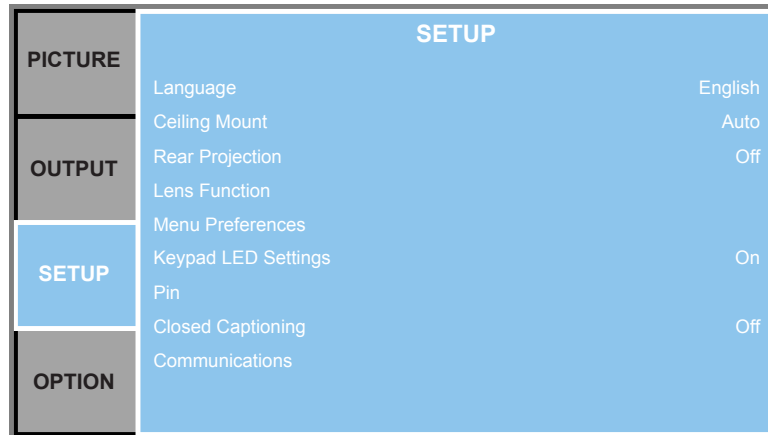 PICTURE
OUTPUT
SETUP
OPTION
SETUP
Language English
Ceiling Mount Auto
Rear Projection Off
Lens Function
Menu Preferences
Keypad LED Settings On
Pin
Closed Captioning Off
Communications